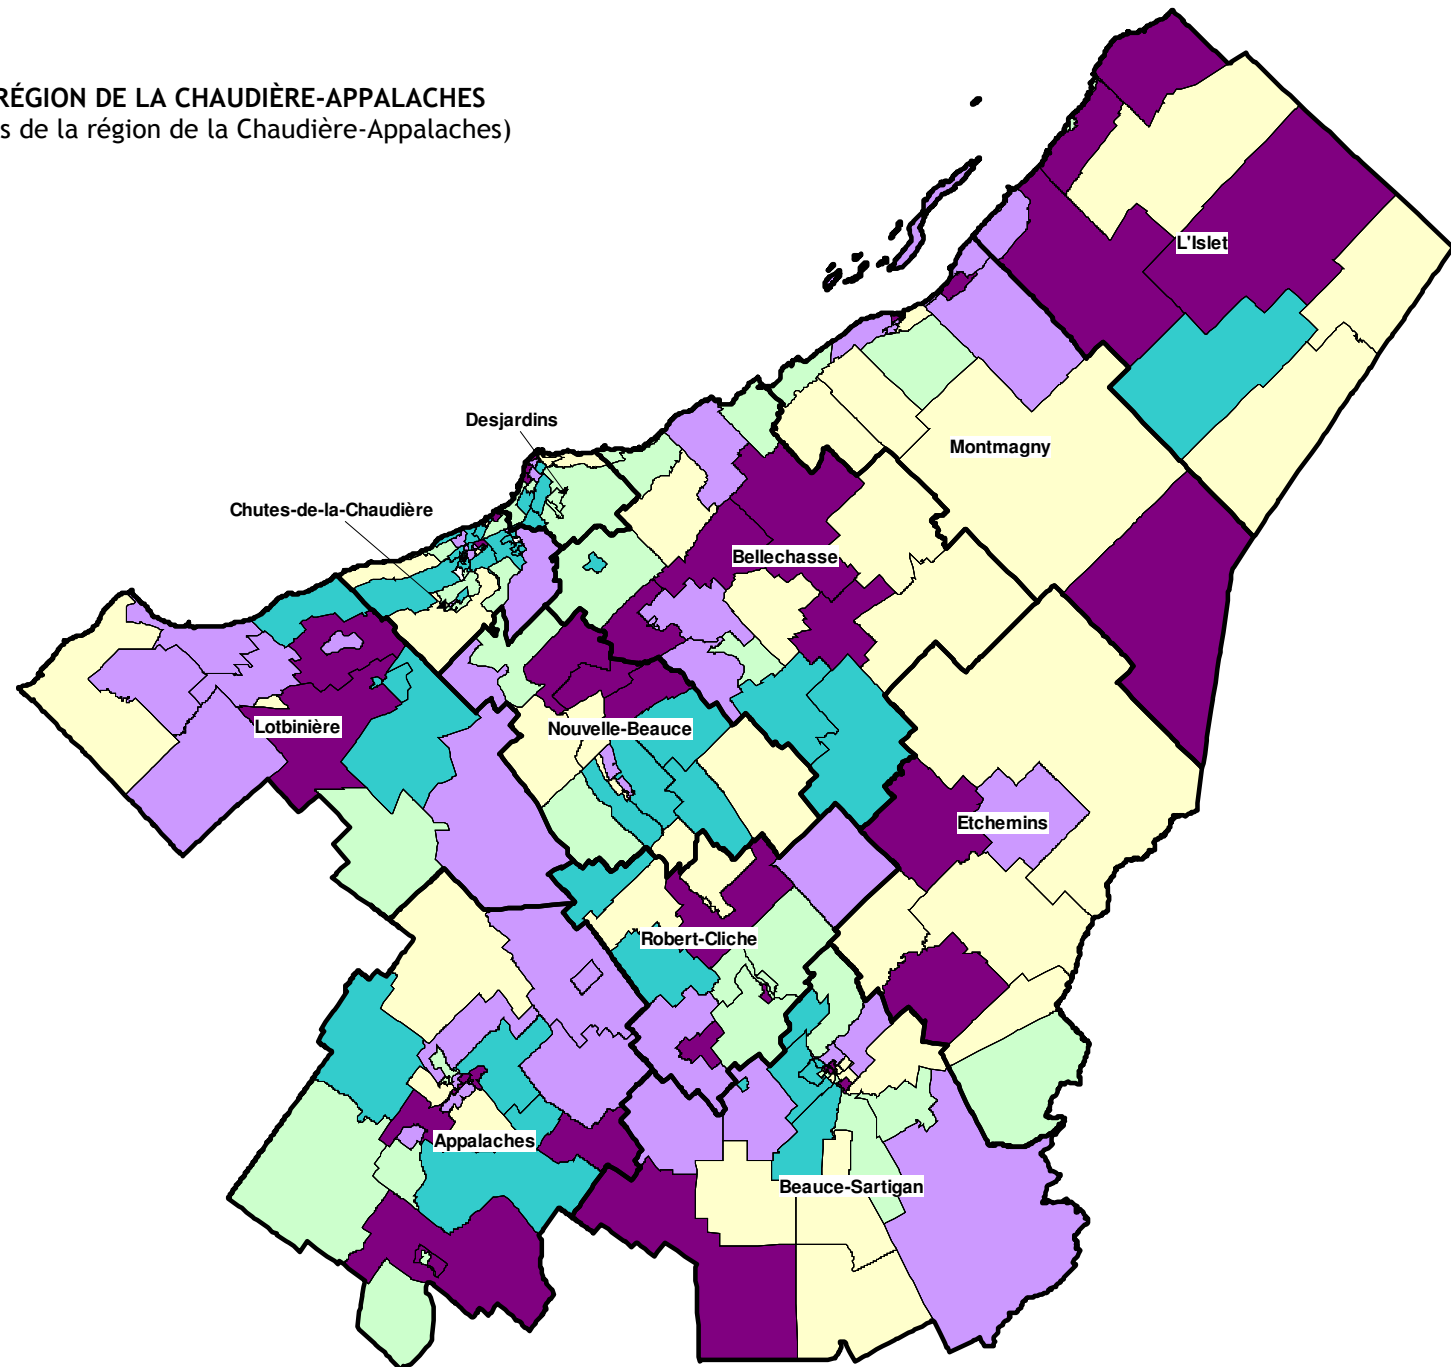 RÉGION DE LA CHAUDIÈRE-APPALACHES
s de la région de la Chaudière-Appalaches)
L'Islet
Desjardins
Montmagny
Chutes-de-la-Chaudière
Bellechasse
Lotbinière
Nouvelle-Beauce
Etchemins
Robert-Cliche
Appalaches
Beauce-Sartigan